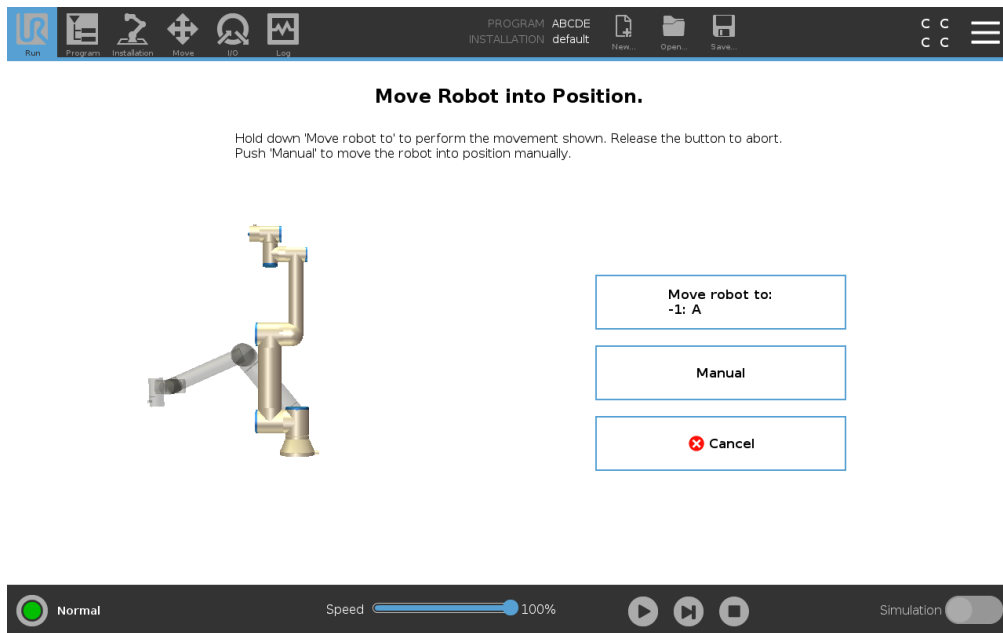 UR
Run
Program
Installation
Move
I/O
Log
PROGRAM ABCDE
INSTALLATION default
New...
Open...
Save...
C C
C C
Move Robot into Position.
Hold down 'Move robot to' to perform the movement shown. Release the button to abort.
Push 'Manual' to move the robot into position manually.
Move robot to:
-1: A
Manual
Cancel
Normal
Speed 100%
Simulation